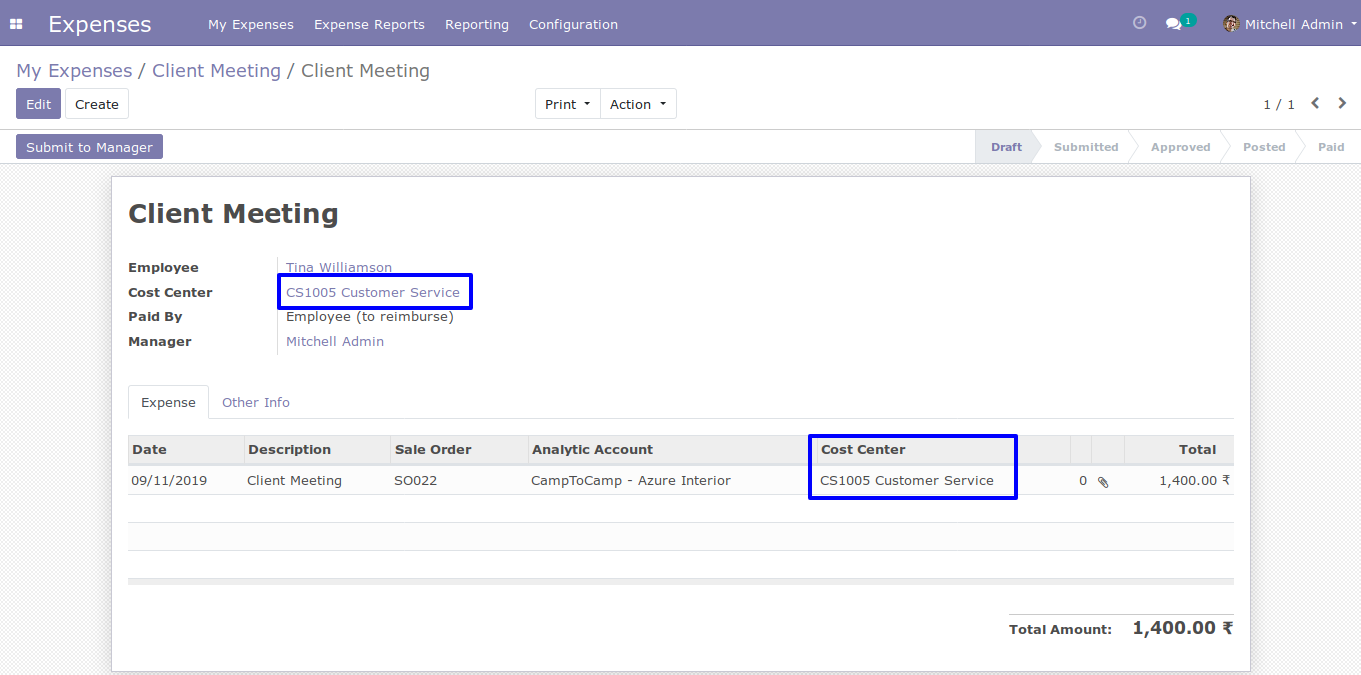 Expenses My Expenses Expense Reports Reporting Configuration 1 Mitchell Admin
My Expenses / Client Meeting / Client Meeting
Edit Create Print Action 1 / 1
Submit to Manager Draft Submitted Approved Posted Paid
Client Meeting
Employee Tina Williamson
Cost Center CS1005 Customer Service
Paid By Employee (to reimburse)
Manager Mitchell Admin
Expense Other Info
Date Description Sale Order Analytic Account Cost Center Total
09/11/2019 Client Meeting SO022 CampToCamp - Azure Interior CS1005 Customer Service 0 1,400.00 ₹
Total Amount: 1,400.00 ₹